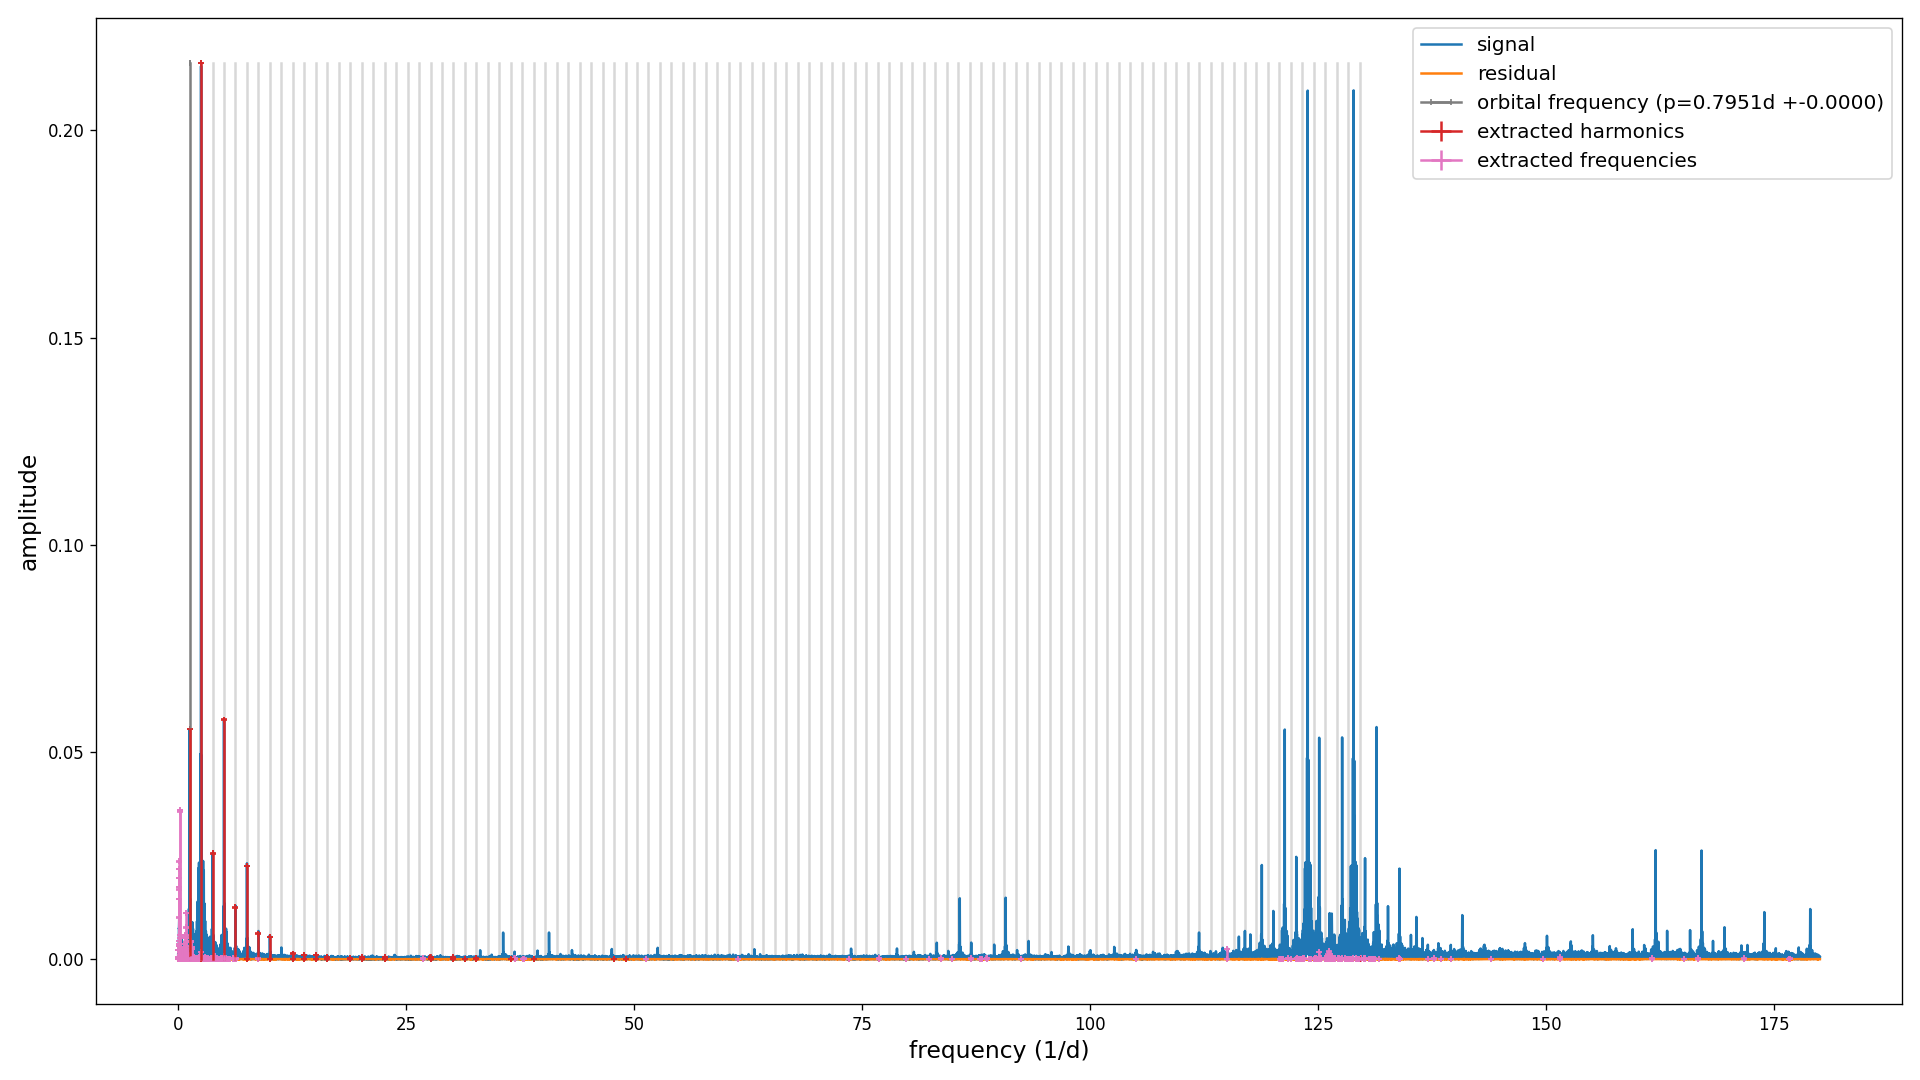 signal
residual
orbital frequency (p=0.7951d +-0.0000)
extracted harmonics
extracted frequencies
amplitude
0.20
0.15
0.10
0.05
0.00
0 25 50 75 100 125 150 175
frequency (1/d)